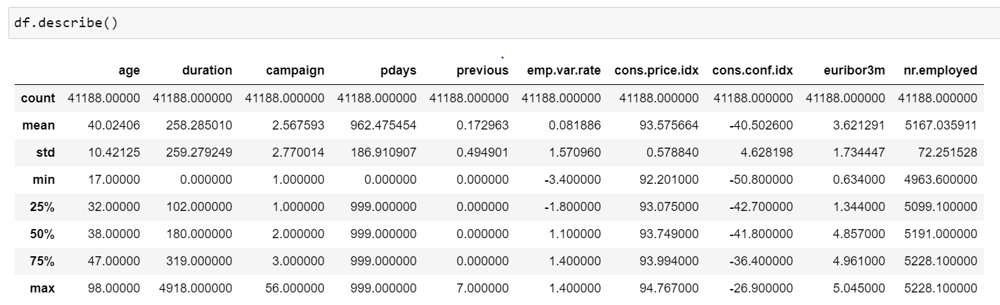 df.describe()
age duration campaign pdays previous emp.var.rate cons.price.idx cons.conf.idx euribor3m nr.employed
count 41188.00000 41188.000000 41188.000000 41188.000000 41188.000000 41188.000000 41188.000000 41188.000000 41188.000000 41188.000000
mean 40.02406 258.285010 2.567593 962.475454 0.172963 0.081886 93.575664 -40.502600 3.621291 5167.035911
std 10.42125 259.279249 2.770014 186.910907 0.494901 1.570960 0.578840 4.628198 1.734447 72.251528
min 17.00000 0.000000 1.000000 0.000000 0.000000 -3.400000 92.201000 -50.800000 0.634000 4963.600000
25% 32.00000 102.000000 1.000000 999.000000 0.000000 -1.800000 93.075000 -42.700000 1.344000 5099.100000
50% 38.00000 180.000000 2.000000 999.000000 0.000000 1.100000 93.749000 -41.800000 4.857000 5191.000000
75% 47.00000 319.000000 3.000000 999.000000 0.000000 1.400000 93.994000 -36.400000 4.961000 5228.100000
max 98.00000 4918.000000 56.000000 999.000000 7.000000 1.400000 94.767000 -26.900000 5.045000 5228.100000